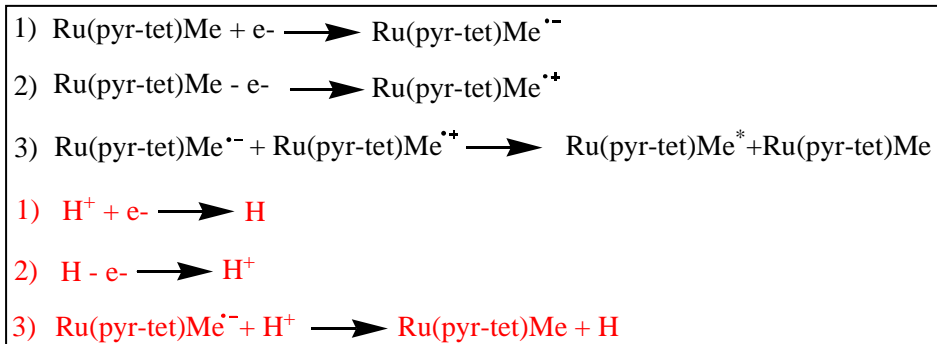 1) Ru(pyr-tet)Me + e- ⟶ Ru(pyr-tet)Me•-
2) Ru(pyr-tet)Me - e- ⟶ Ru(pyr-tet)Me•+
3) Ru(pyr-tet)Me•- + Ru(pyr-tet)Me•+ ⟶ Ru(pyr-tet)Me* +Ru(pyr-tet)Me
1) H+ + e- ⟶ H
2) H - e- ⟶ H+
3) Ru(pyr-tet)Me•- + H+ ⟶ Ru(pyr-tet)Me + H